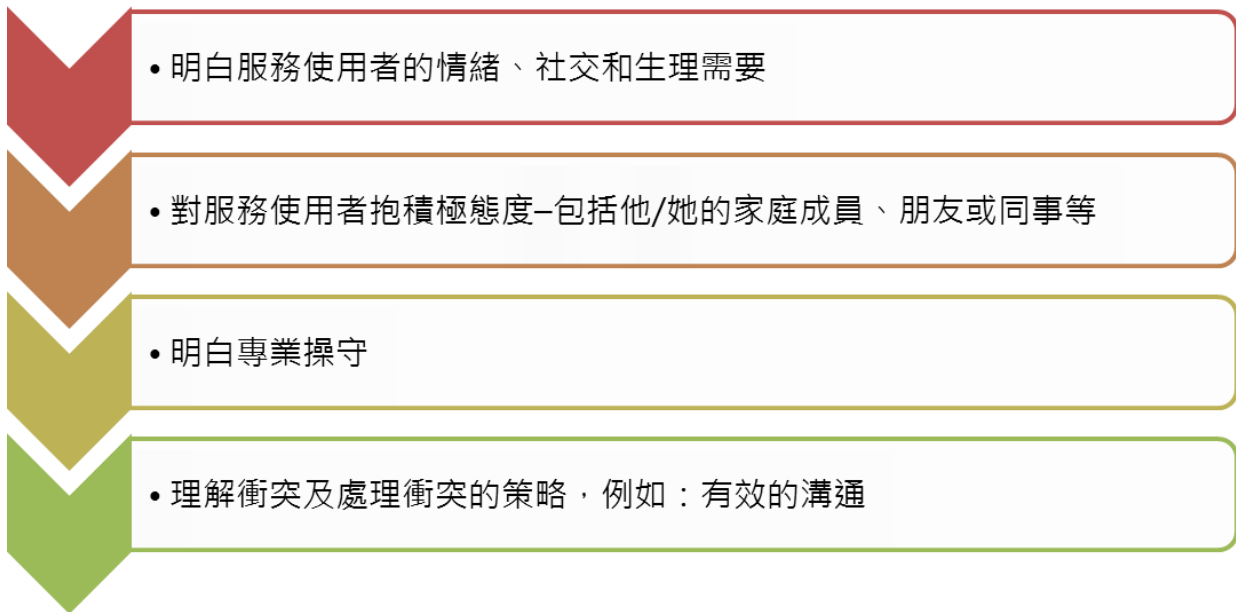 • 明白服務使用者的情緒、社交和生理需要
• 對服務使用者抱積極態度–包括他/她的家庭成員、朋友或同事等
• 明白專業操守
• 理解衝突及處理衝突的策略，例如：有效的溝通